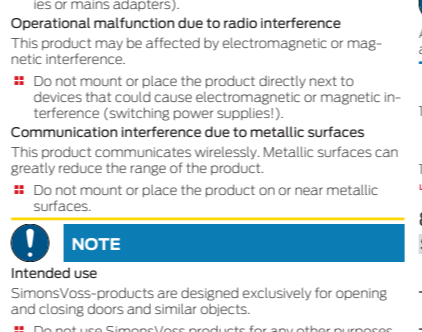 ies or mains adapters).
Operational malfunction due to radio interference
This product may be affected by electromagnetic or mag-
netic interference.
Do not mount or place the product directly next to
devices that could cause electromagnetic or magnetic in-
terference (switching power supplies!).
Communication interference due to metallic surfaces
This product communicates wirelessly. Metallic surfaces can
greatly reduce the range of the product.
Do not mount or place the product on or near metallic
surfaces.
NOTE
Intended use
SimonsVoss-products are designed exclusively for opening
and closing doors and similar objects.
Do not use SimonsVoss products for any other purposes.